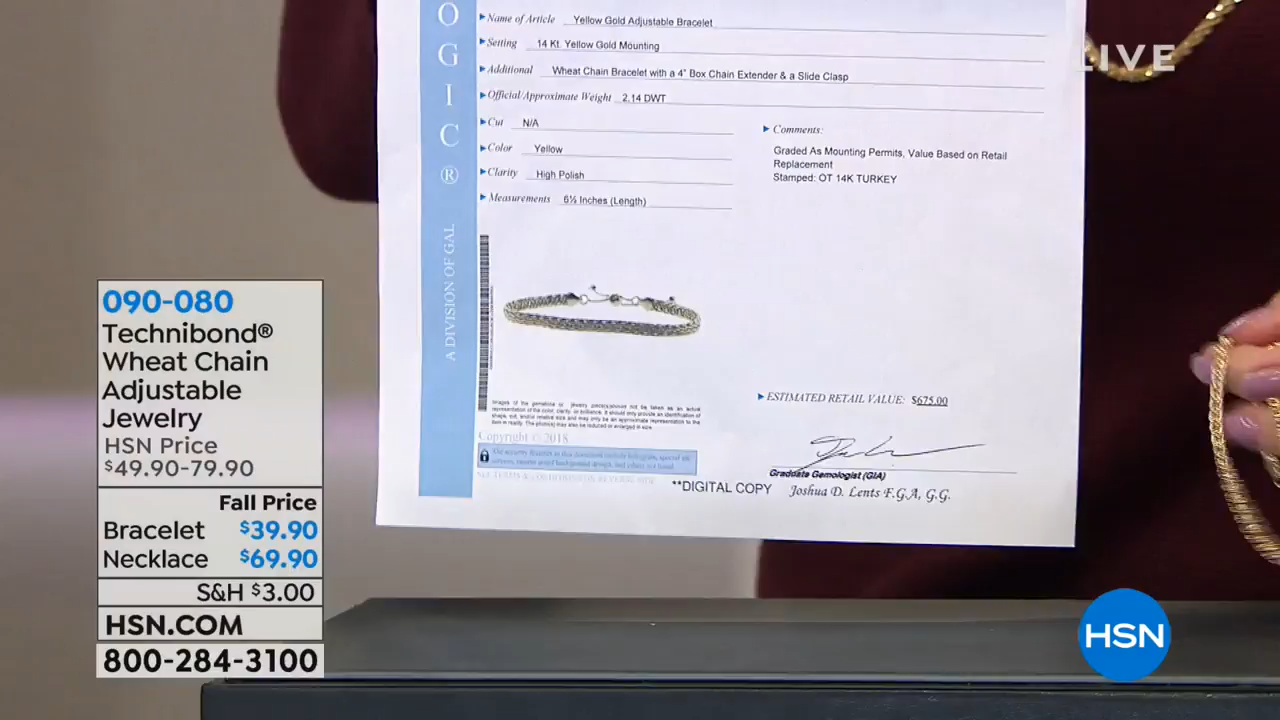 OGIC®
A DIVISION OF GAL
Name of Article Yellow Gold Adjustable Bracelet
Setting 14 Kt. Yellow Gold Mounting
Additional Wheat Chain Bracelet with a 4" Box Chain Extender & a Slide Clasp
Official/Approximate Weight 2.14 DWT
Cut N/A
Color Yellow
Clarity High Polish
Measurements 6½ Inches (Length)
Comments:
Graded As Mounting Permits, Value Based on Retail
Replacement
Stamped: OT 14K TURKEY
ESTIMATED RETAIL VALUE: $675.00
Copyright © 2018
Graduate Gemologist (GIA)
**DIGITAL COPY Joshua D. Lents F.G.A, G.G.
LIVE
090-080
Technibond®
Wheat Chain
Adjustable
Jewelry
HSN Price
$49.90-79.90
Fall Price
Bracelet $39.90
Necklace $69.90
S&H $3.00
HSN.COM
800-284-3100
HSN